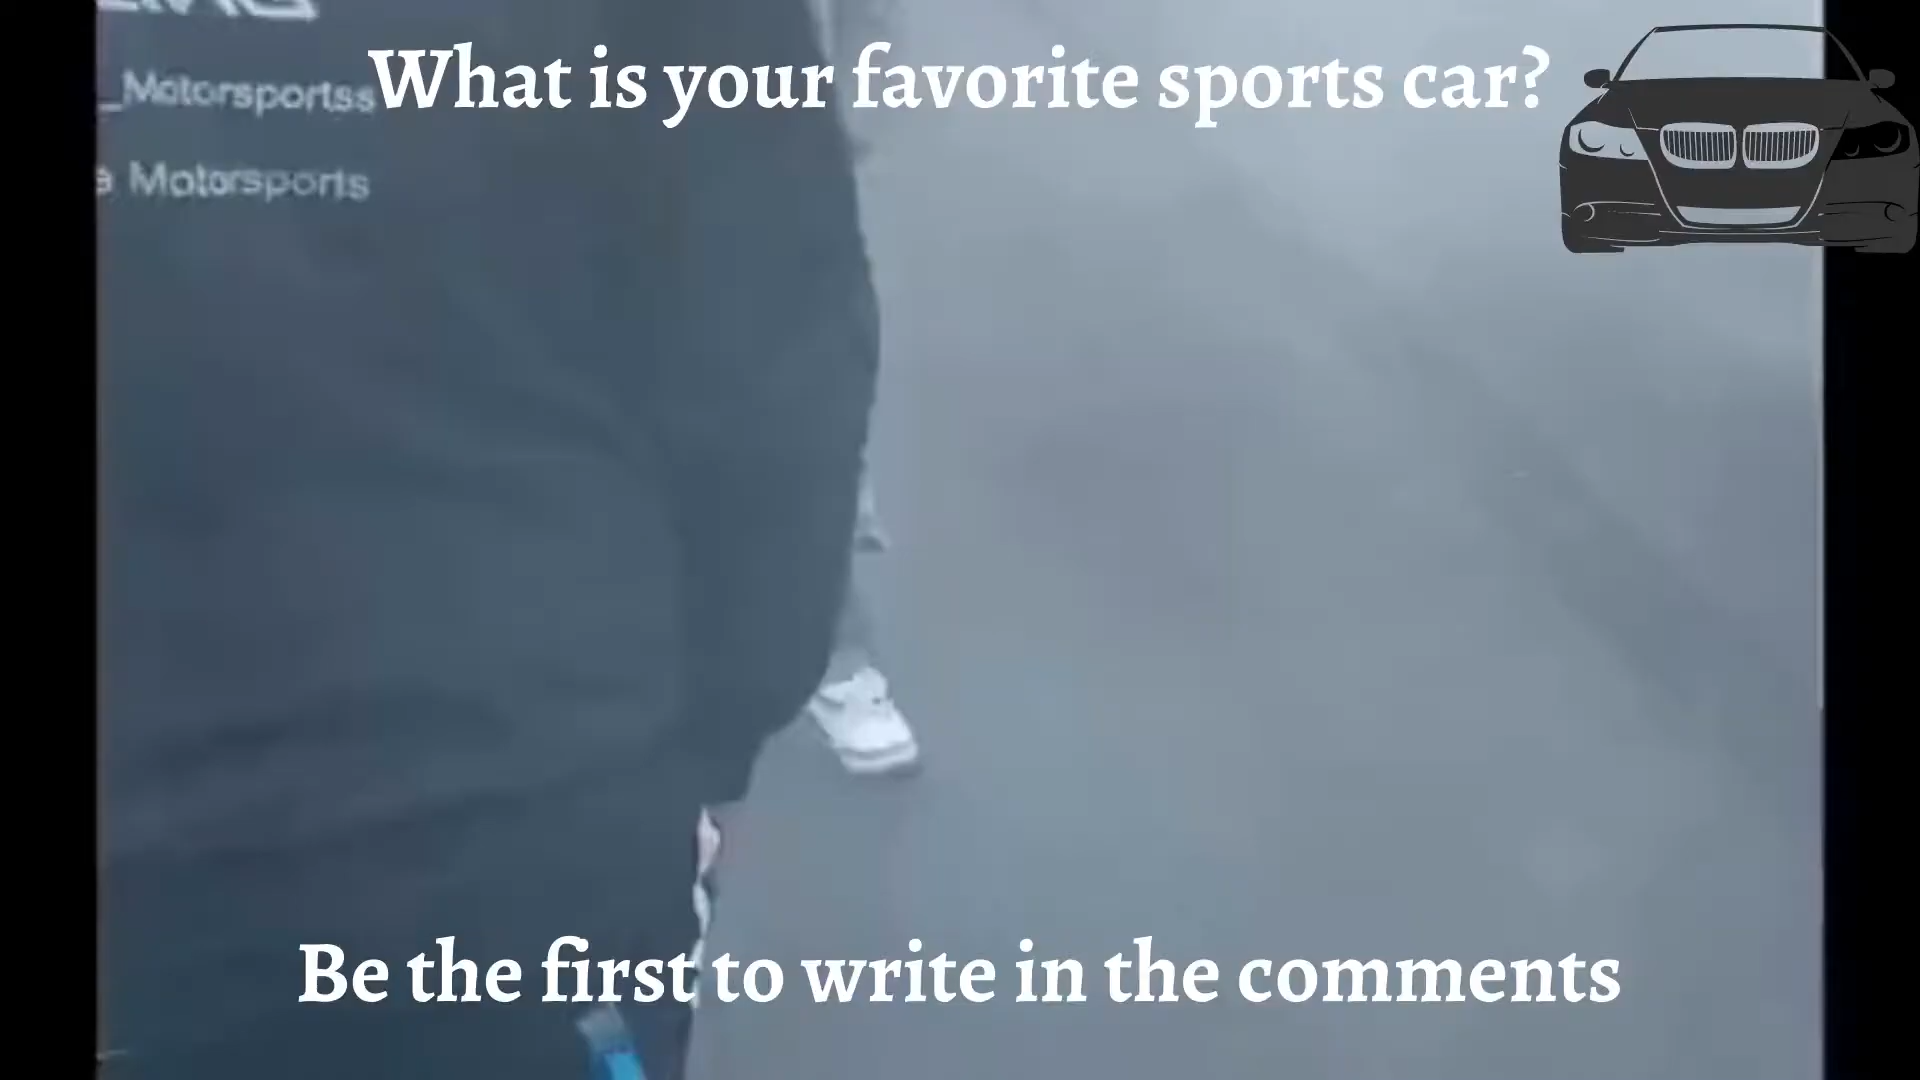 What is your favorite sports car?
_Motorsportss
Motorsports
Be the first to write in the comments